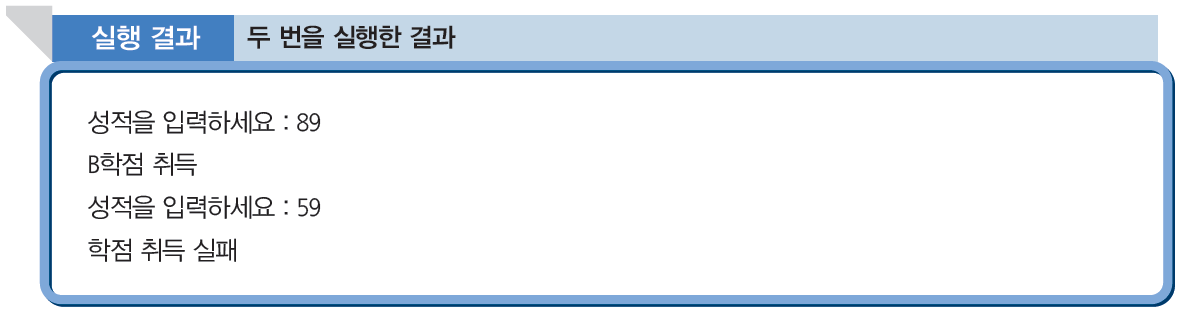 실행 결과 두 번을 실행한 결과
성적을 입력하세요 : 89
B학점 취득
성적을 입력하세요 : 59
학점 취득 실패